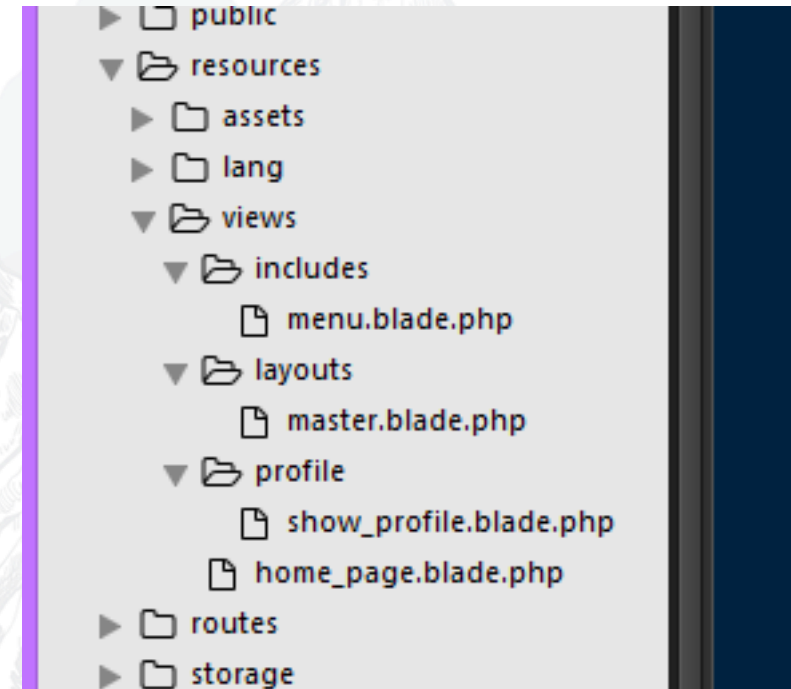 public
resources
assets
lang
views
includes
menu.blade.php
layouts
master.blade.php
profile
show_profile.blade.php
home_page.blade.php
routes
storage